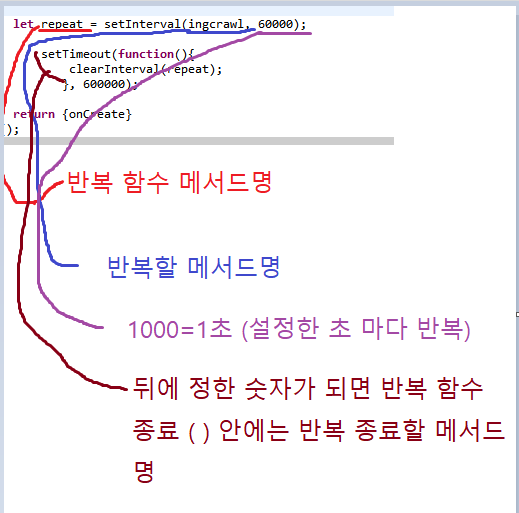 let repeat = setInterval(ingcrawl, 60000);
setTimeout(function(){
clearInterval(repeat);
}, 600000);
return {onCreate}
();
반복 함수 메서드명
반복할 메서드명
1000=1초 (설정한 초 마다 반복)
뒤에 정한 숫자가 되면 반복 함수
종료 ( ) 안에는 반복 종료할 메서드
명